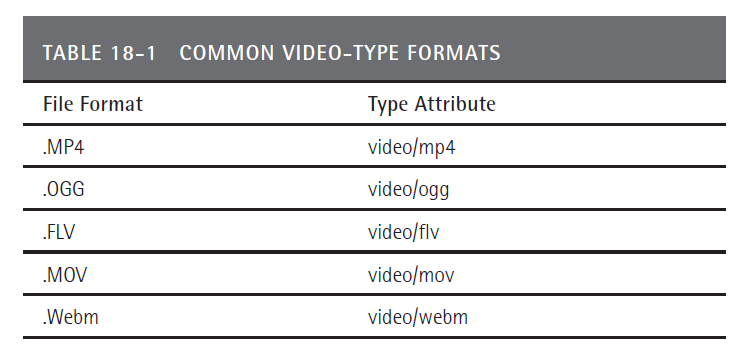 TABLE 18-1 COMMON VIDEO-TYPE FORMATS
File Format Type Attribute
.MP4 video/mp4
.OGG video/ogg
.FLV video/flv
.MOV video/mov
.Webm video/webm